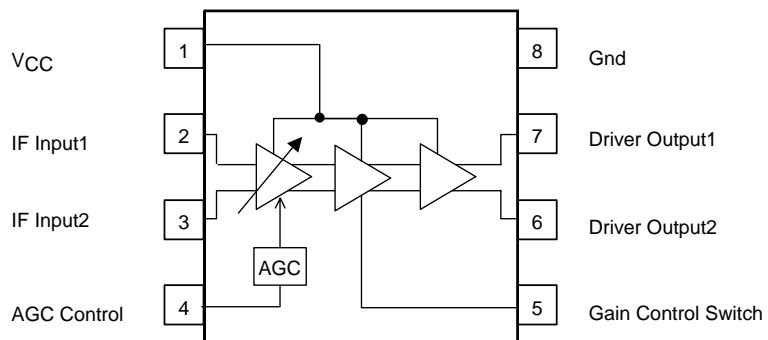 VCC 1 8 Gnd
IF Input1 2 7 Driver Output1
IF Input2 3 6 Driver Output2
AGC
AGC Control 4 5 Gain Control Switch